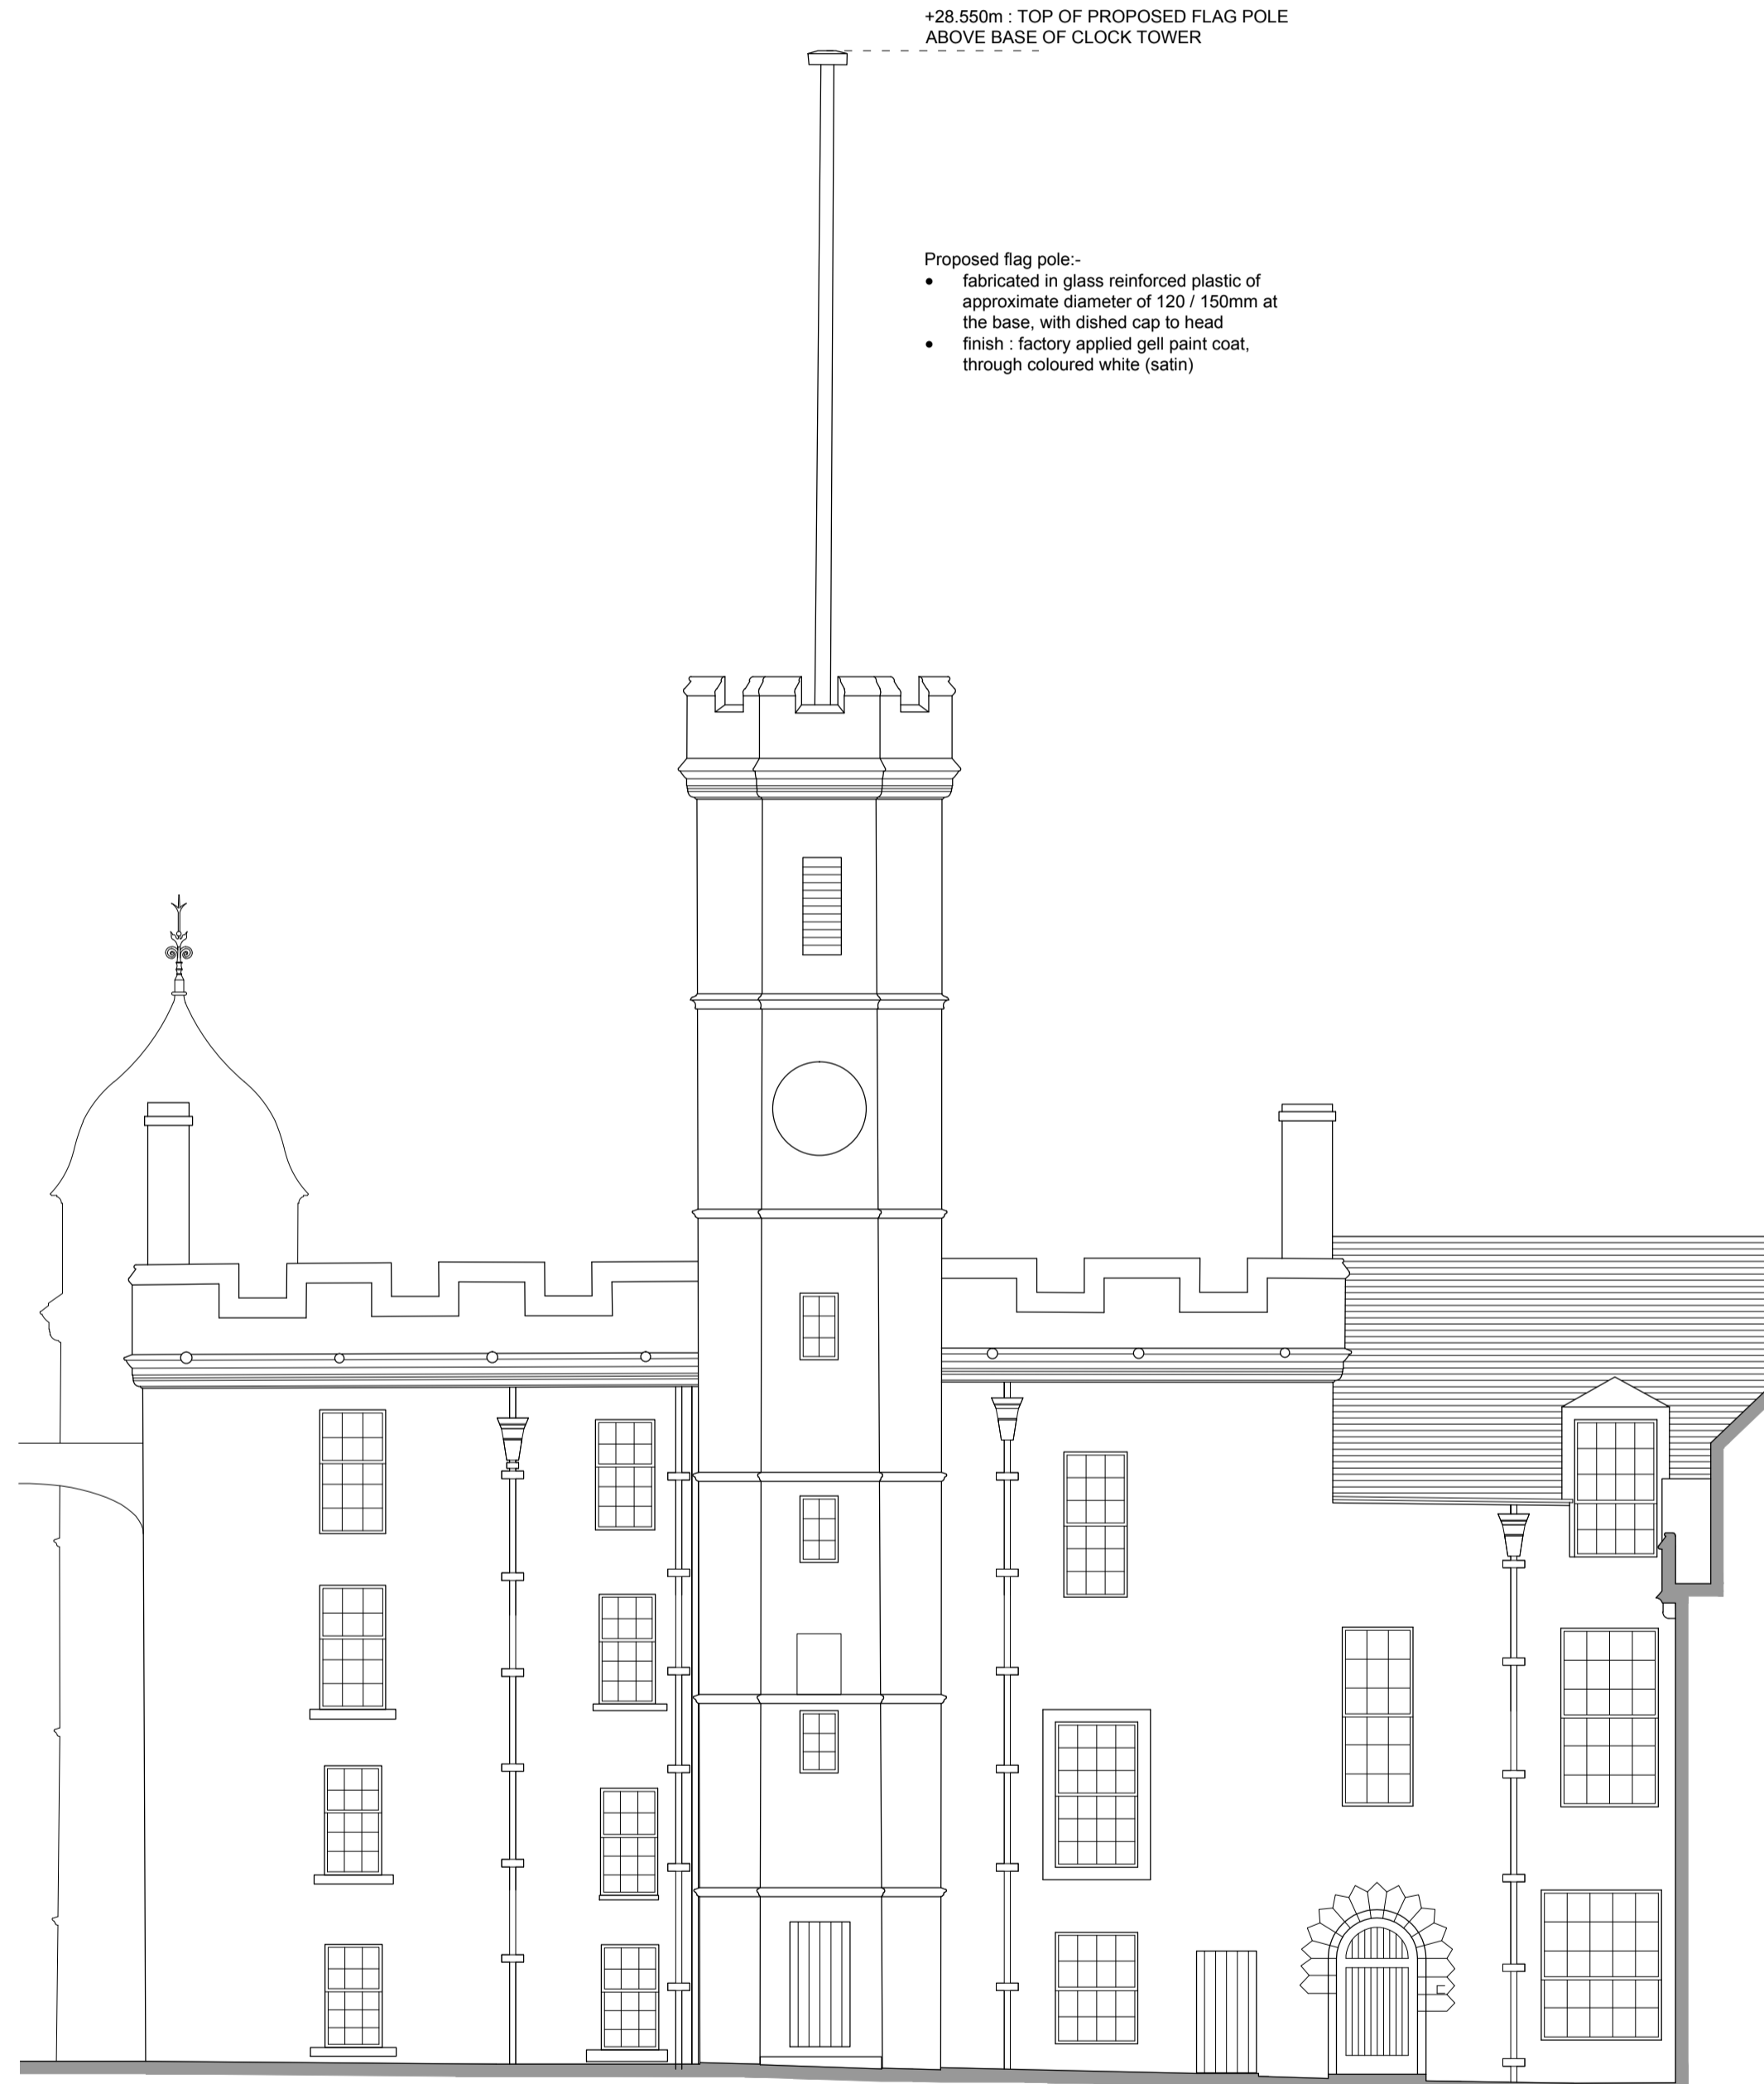 +28.550m : TOP OF PROPOSED FLAG POLE
ABOVE BASE OF CLOCK TOWER
Proposed flag pole:-
• fabricated in glass reinforced plastic of
approximate diameter of 120 / 150mm at
the base, with dished cap to head
• finish : factory applied gell paint coat,
through coloured white (satin)